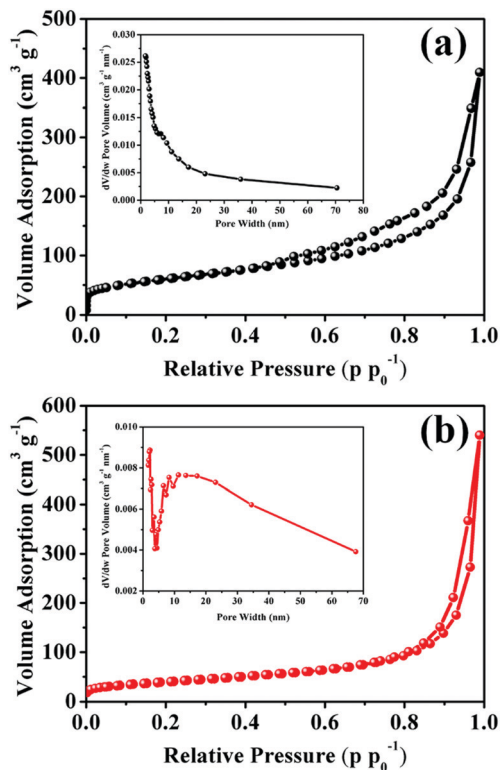 (a)
Volume Adsorption (cm³ g⁻¹)
500
400
300
200
100
0
0.0 0.2 0.4 0.6 0.8 1.0
Relative Pressure (p p₀⁻¹)
dV/dw Pore Volume (cm³ g⁻¹ nm⁻¹)
0.030
0.025
0.020
0.015
0.010
0.005
0.000
0 10 20 30 40 50 60 70 80
Pore Width (nm)
(b)
Volume Adsorption (cm³ g⁻¹)
600
500
400
300
200
100
0
0.0 0.2 0.4 0.6 0.8 1.0
Relative Pressure (p p₀⁻¹)
dV/dw Pore Volume (cm³ g⁻¹ nm⁻¹)
0.010
0.008
0.006
0.004
0.002
0 10 20 30 40 50 60 70
Pore Width (nm)